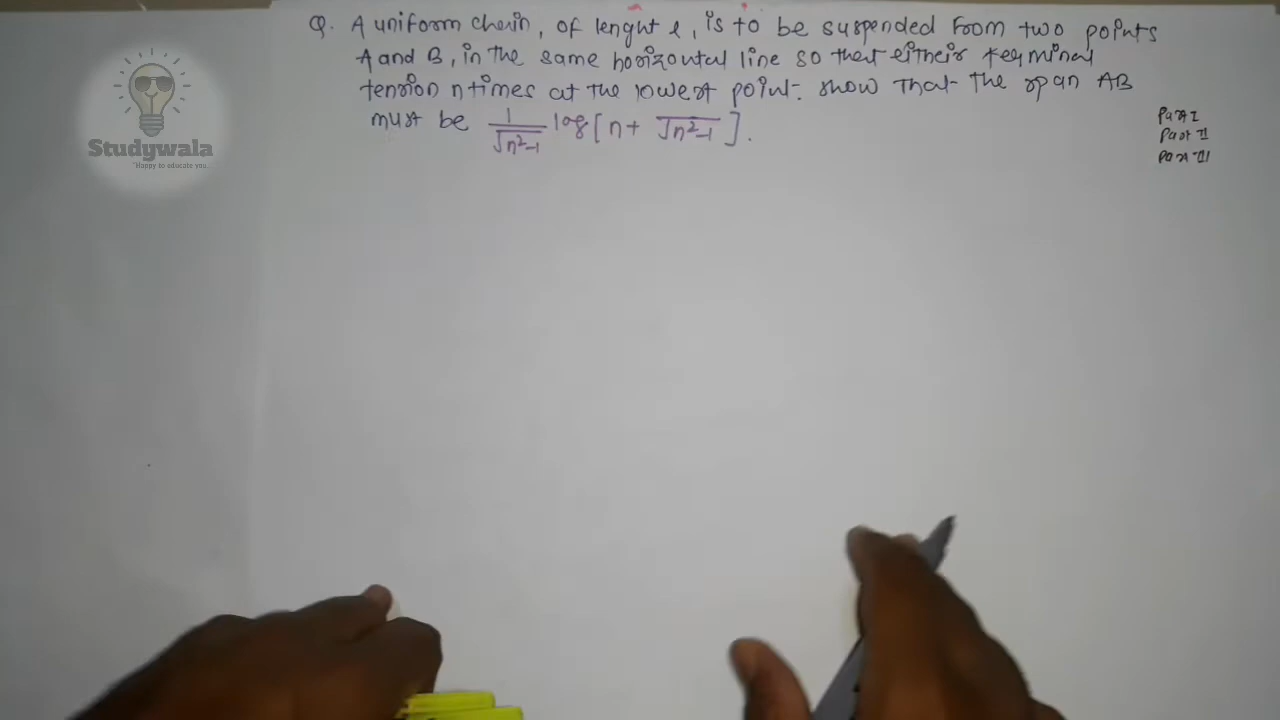 Q. A uniform chain, of lenght l, is to be suspended from two points
A and B, in the same horizontal line so that either terminal
tension n times at the lowest point. show that the span AB
must be 1/√n²-1 log[n+ √n²-1].
Part I
Part II
Part III
Studywala
"Happy to educate you.